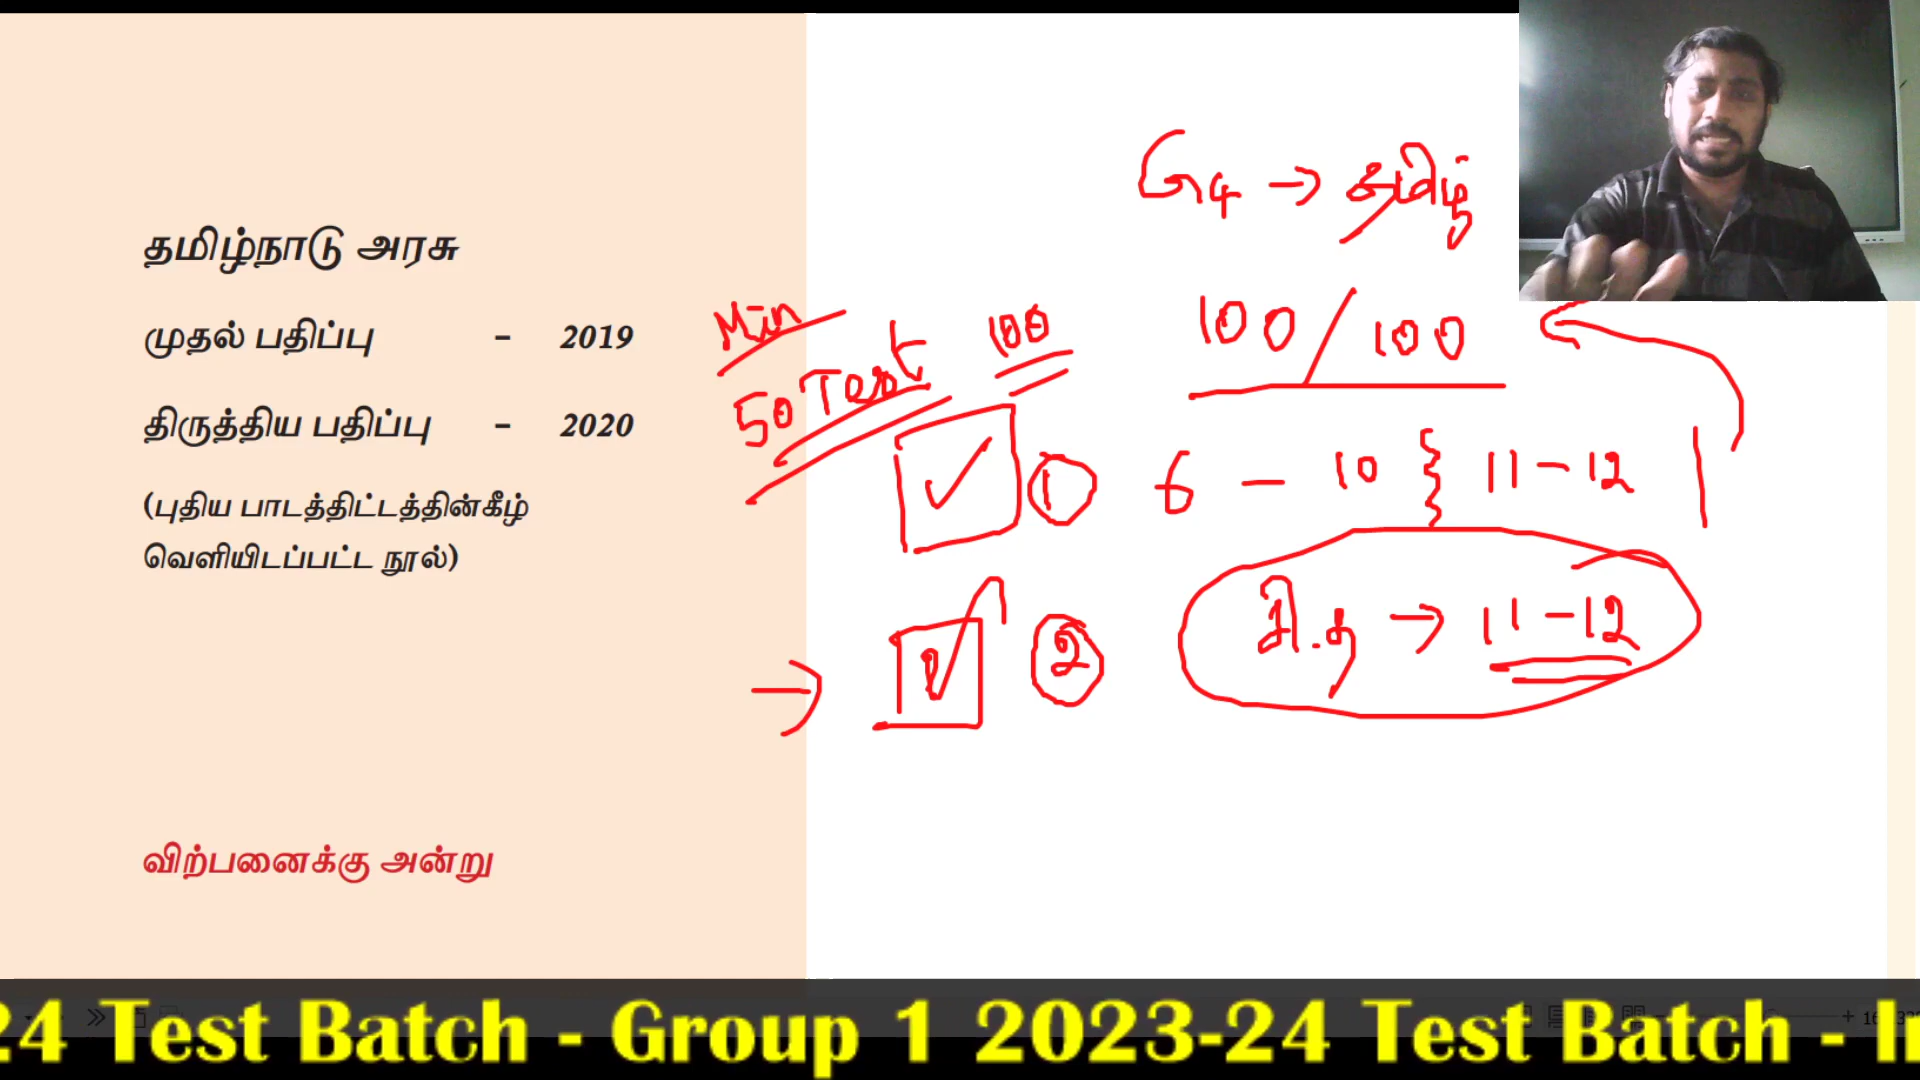 தமிழ்நாடு அரசு
முதல் பதிப்பு - 2019
திருத்திய பதிப்பு - 2020
(புதிய பாடத்திட்டத்தின்கீழ்
வெளியிடப்பட்ட நூல்)
விற்பனைக்கு அன்று
G4 → தமிழ்
100 / 100
Min
50 Test 100
1 6 - 10 } 11 - 12
2 → 11 - 12
24 Test Batch - Group 1 2023-24 Test Batch - I